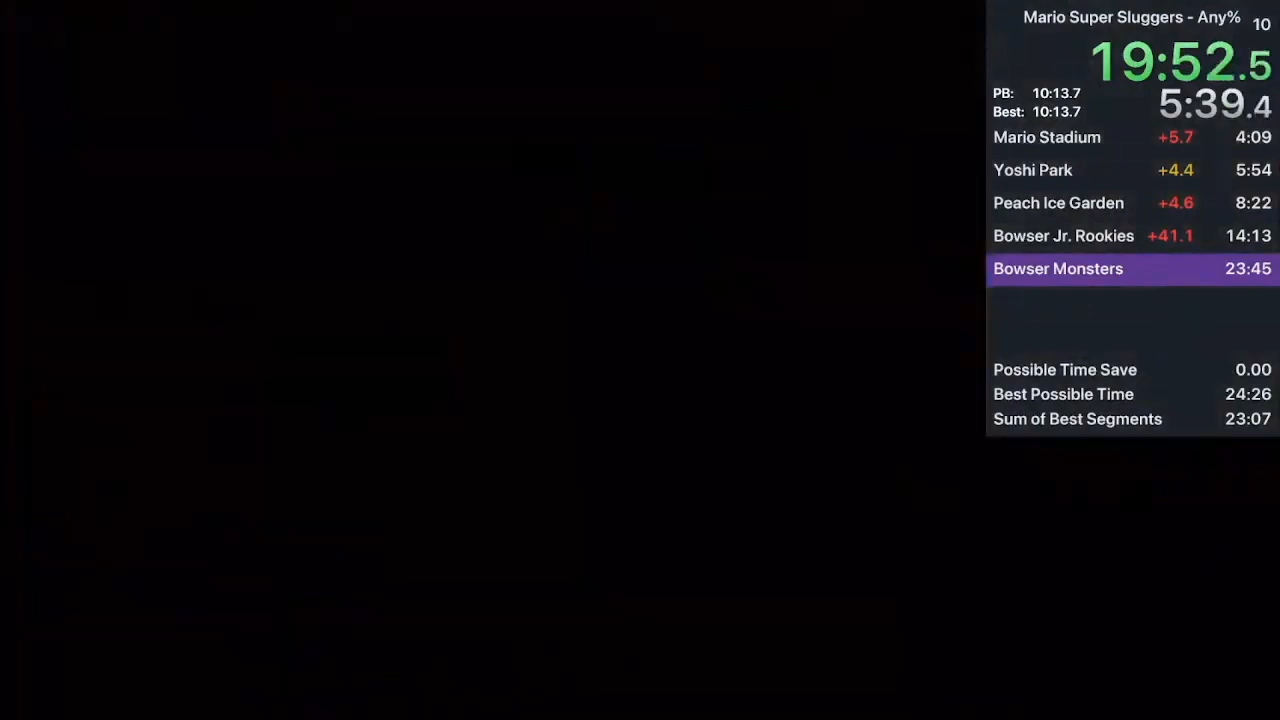 Mario Super Sluggers - Any% 10
19:52.5
PB: 10:13.7
Best: 10:13.7
5:39.4
Mario Stadium +5.7 4:09
Yoshi Park +4.4 5:54
Peach Ice Garden +4.6 8:22
Bowser Jr. Rookies +41.1 14:13
Bowser Monsters 23:45
Possible Time Save 0.00
Best Possible Time 24:26
Sum of Best Segments 23:07